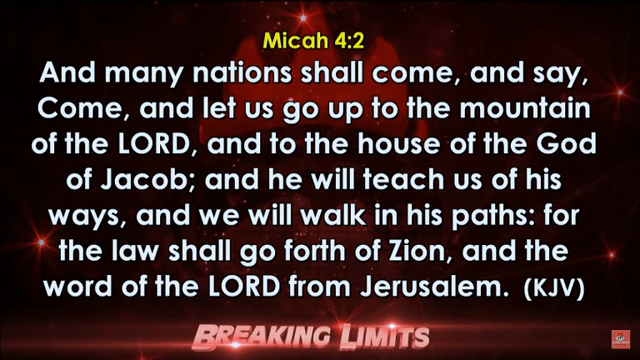 Micah 4:2
And many nations shall come, and say,
Come, and let us go up to the mountain
of the LORD, and to the house of the God
of Jacob; and he will teach us of his
ways, and we will walk in his paths: for
the law shall go forth of Zion, and the
word of the LORD from Jerusalem. (KJV)
BREAKING LIMITS